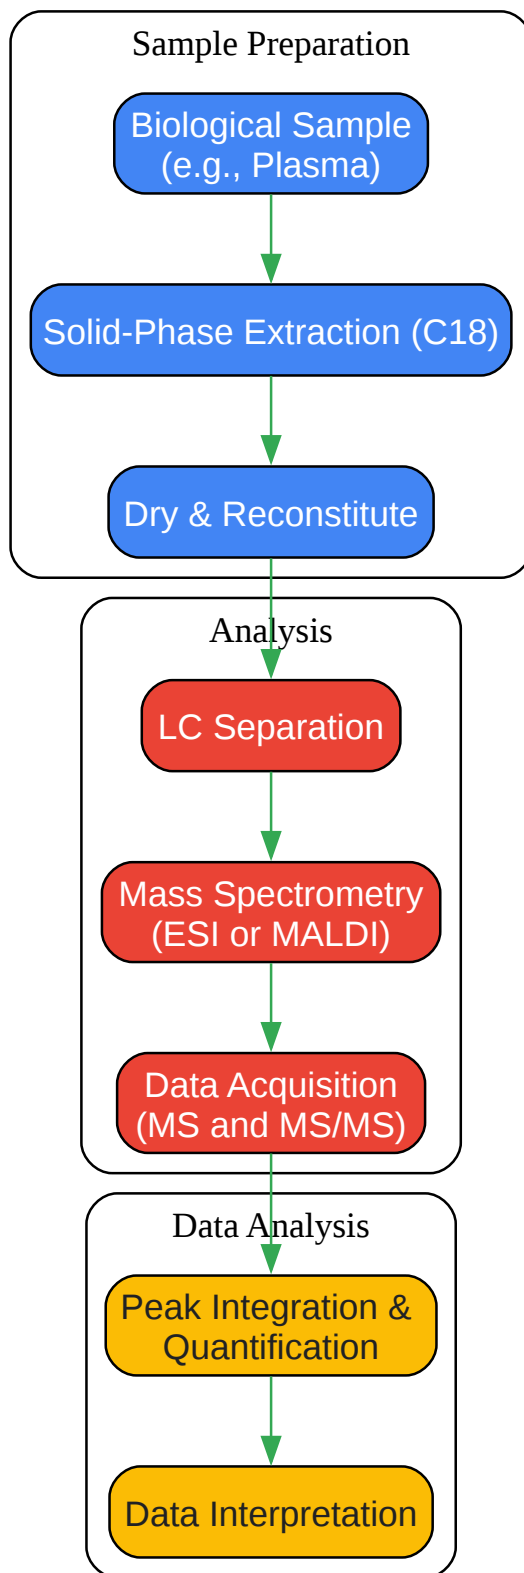 Sample Preparation
Biological Sample
(e.g., Plasma)
Solid-Phase Extraction (C18)
Dry & Reconstitute
Analysis
LC Separation
Mass Spectrometry
(ESI or MALDI)
Data Acquisition
(MS and MS/MS)
Data Analysis
Peak Integration &
Quantification
Data Interpretation